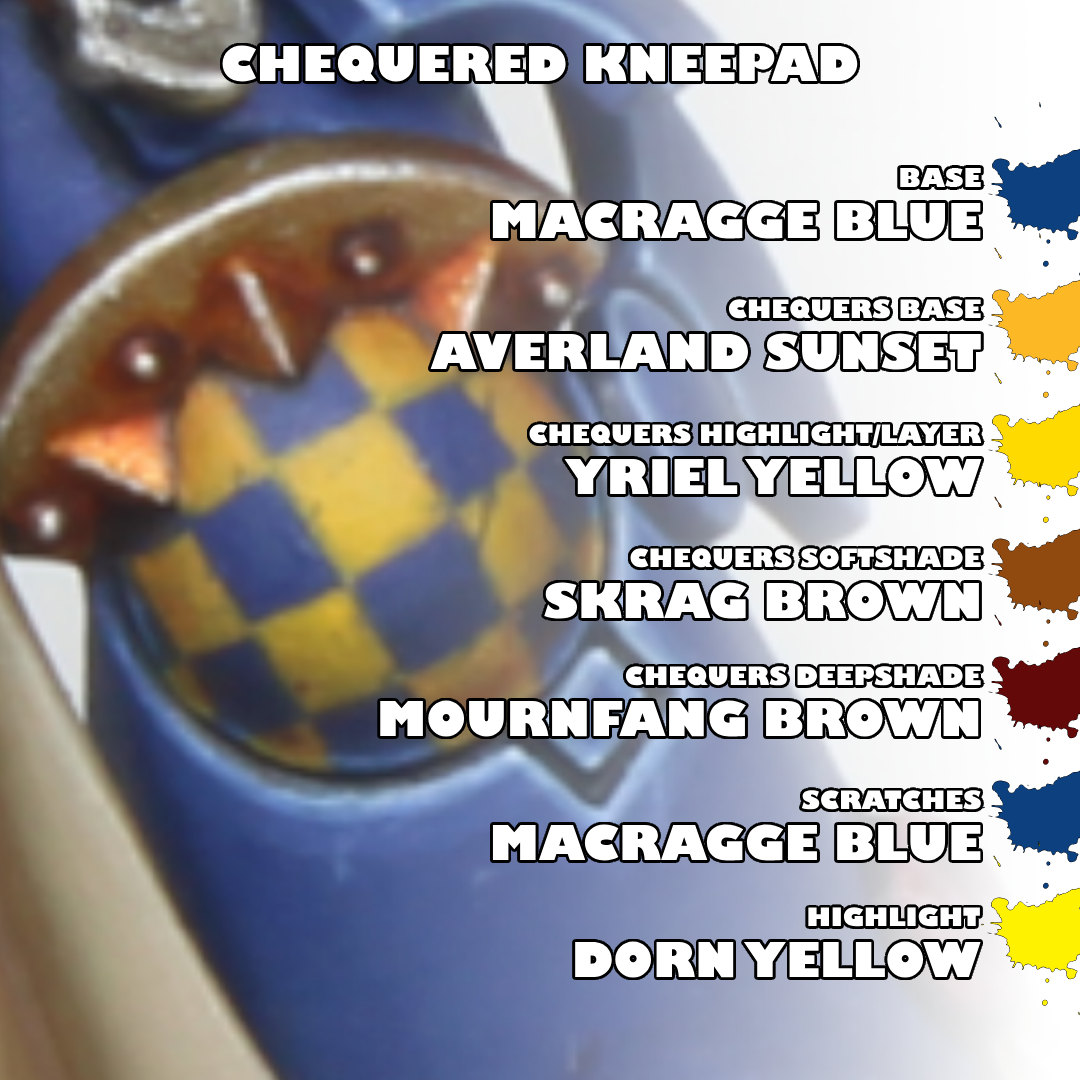 CHEQUERED KNEEPAD
BASE
MACRAGGE BLUE
CHEQUERS BASE
AVERLAND SUNSET
CHEQUERS HIGHLIGHT/LAYER
YRIEL YELLOW
CHEQUERS SOFTSHADE
SKRAG BROWN
CHEQUERS DEEPSHADE
MOURNFANG BROWN
SCRATCHES
MACRAGGE BLUE
HIGHLIGHT
DORN YELLOW